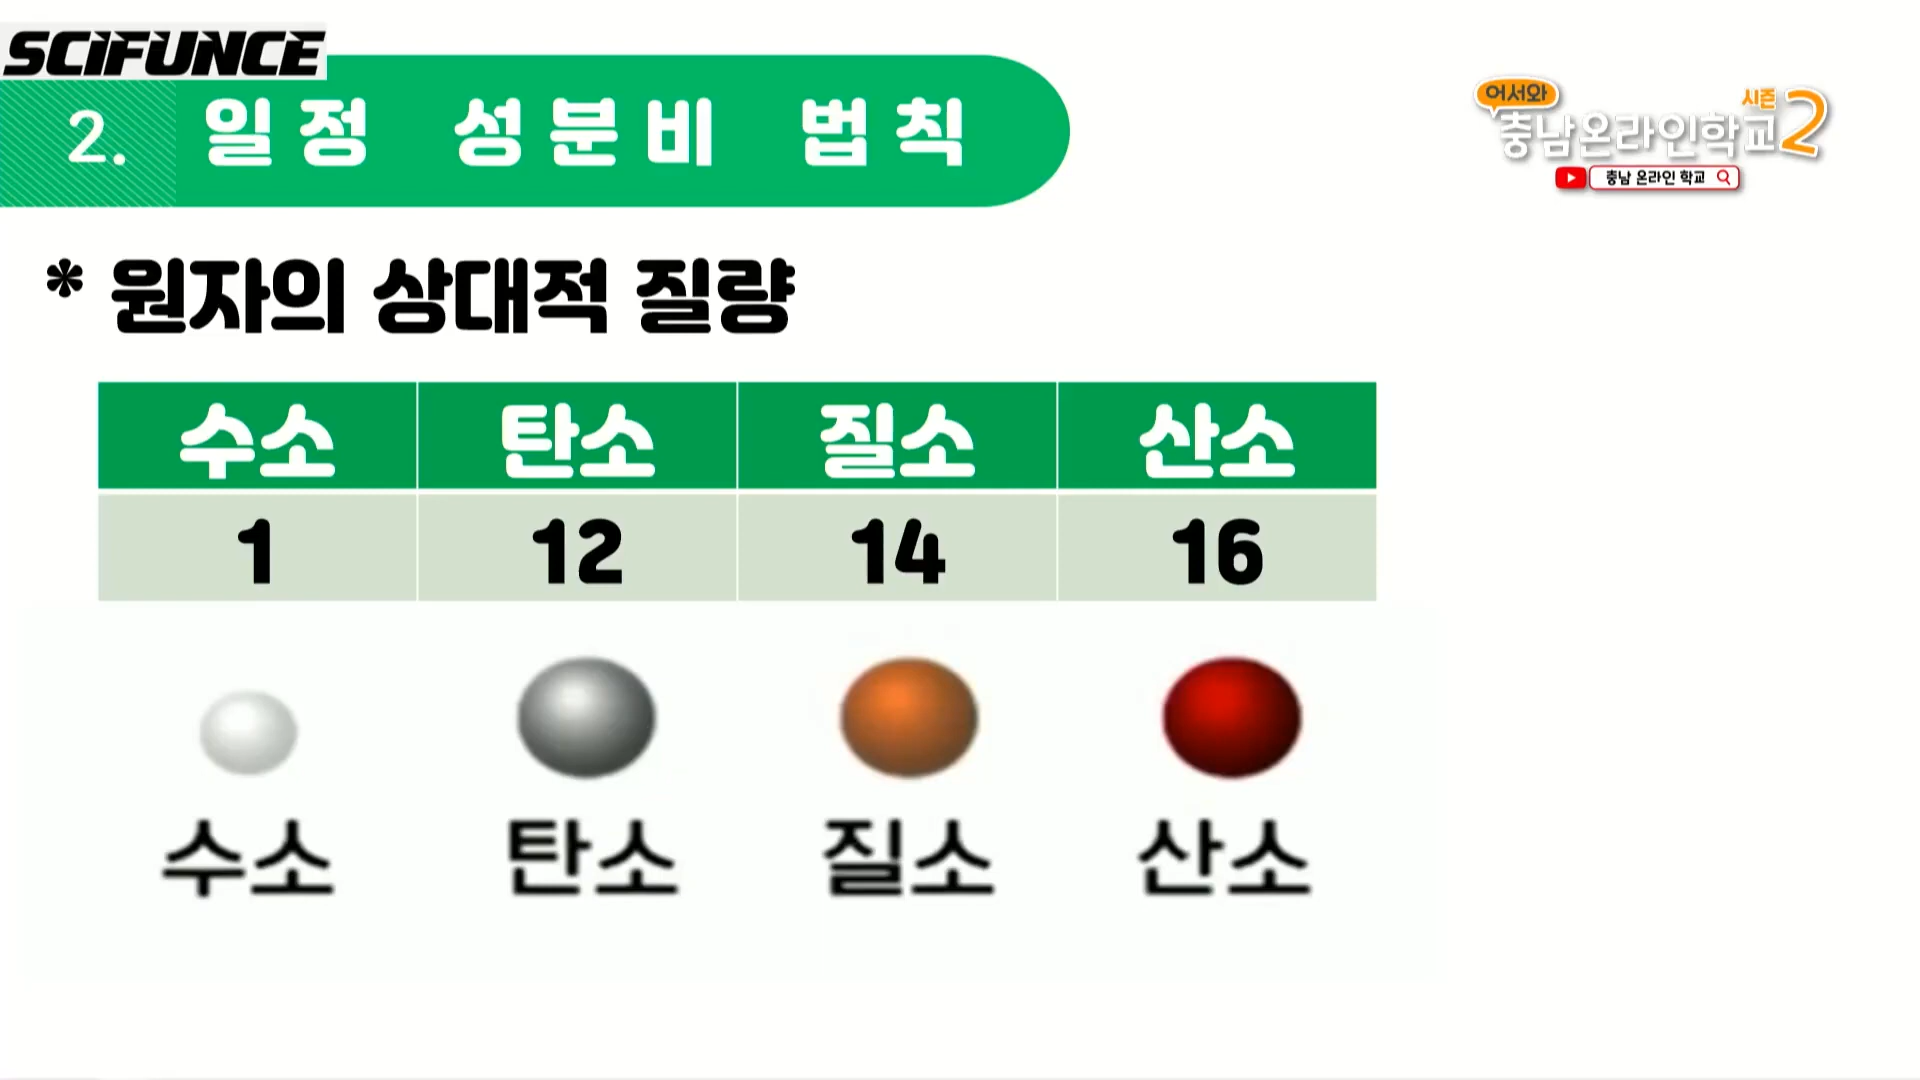 SCIFUNCE
2. 일정 성분비 법칙
어서와
시즌
충남온라인학교2
충남 온라인 학교
* 원자의 상대적 질량
수소 탄소 질소 산소
1 12 14 16
수소 탄소 질소 산소